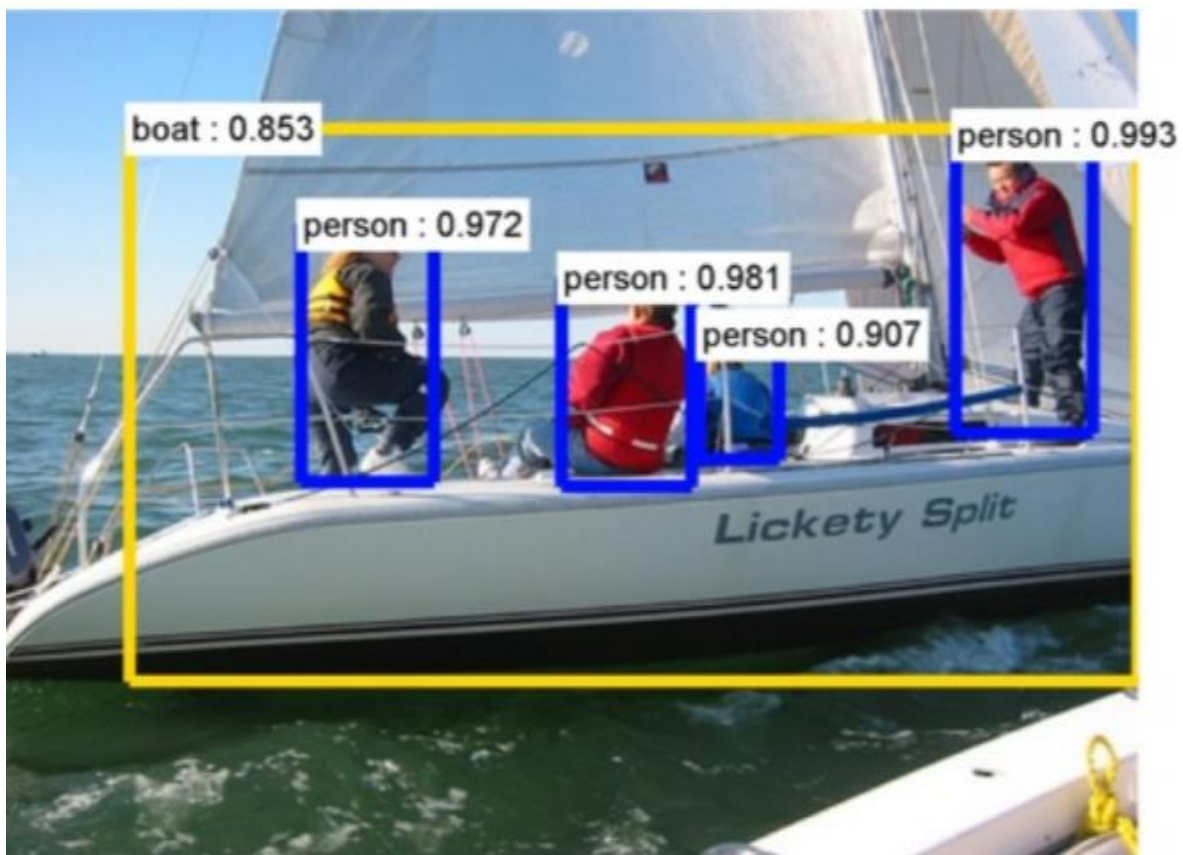 boat : 0.853
person : 0.993
person : 0.972
person : 0.981
person : 0.907
Lickety Split